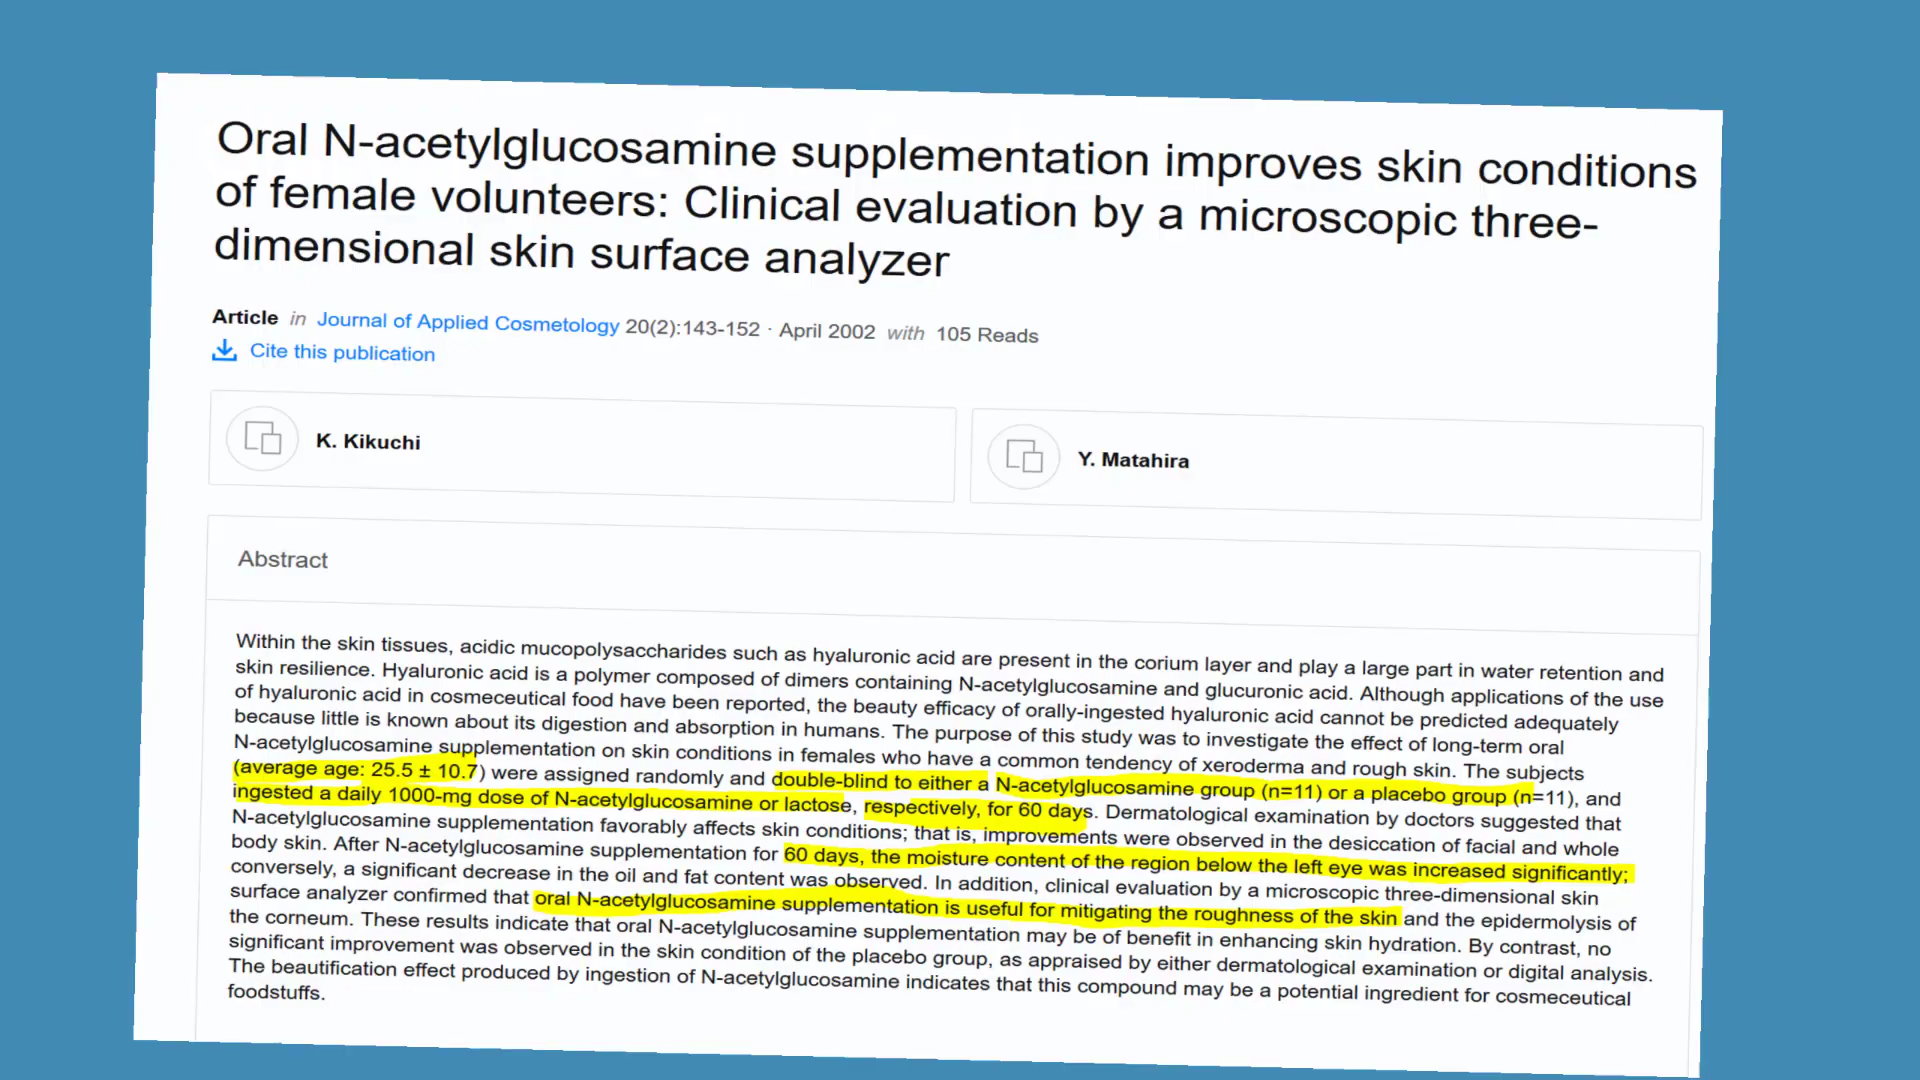 Oral N-acetylglucosamine supplementation improves skin conditions
of female volunteers: Clinical evaluation by a microscopic three-
dimensional skin surface analyzer
Article in Journal of Applied Cosmetology 20(2):143-152 · April 2002 with 105 Reads
Cite this publication
K. Kikuchi
Y. Matahira
Abstract
Within the skin tissues, acidic mucopolysaccharides such as hyaluronic acid are present in the corium layer and play a large part in water retention and
skin resilience. Hyaluronic acid is a polymer composed of dimers containing N-acetylglucosamine and glucuronic acid. Although applications of the use
of hyaluronic acid in cosmeceutical food have been reported, the beauty efficacy of orally-ingested hyaluronic acid cannot be predicted adequately
because little is known about its digestion and absorption in humans. The purpose of this study was to investigate the effect of long-term oral
N-acetylglucosamine supplementation on skin conditions in females who have a common tendency of xeroderma and rough skin. The subjects
(average age: 25.5 ± 10.7) were assigned randomly and double-blind to either a N-acetylglucosamine group (n=11) or a placebo group (n=11), and
ingested a daily 1000-mg dose of N-acetylglucosamine or lactose, respectively, for 60 days. Dermatological examination by doctors suggested that
N-acetylglucosamine supplementation favorably affects skin conditions; that is, improvements were observed in the desiccation of facial and whole
body skin. After N-acetylglucosamine supplementation for 60 days, the moisture content of the region below the left eye was increased significantly;
conversely, a significant decrease in the oil and fat content was observed. In addition, clinical evaluation by a microscopic three-dimensional skin
surface analyzer confirmed that oral N-acetylglucosamine supplementation is useful for mitigating the roughness of the skin and the epidermolysis of
the corneum. These results indicate that oral N-acetylglucosamine supplementation may be of benefit in enhancing skin hydration. By contrast, no
significant improvement was observed in the skin condition of the placebo group, as appraised by either dermatological examination or digital analysis.
The beautification effect produced by ingestion of N-acetylglucosamine indicates that this compound may be a potential ingredient for cosmeceutical
foodstuffs.